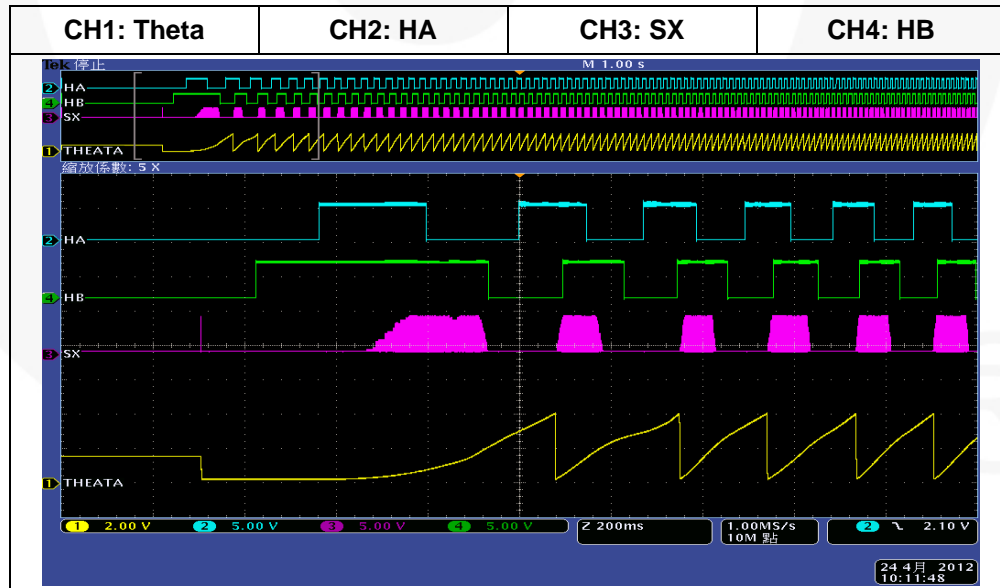 CH1: Theta CH2: HA CH3: SX CH4: HB
Tek 停止 M 1.00 s
2 HA
4 HB
3 SX
1 THEATA
縮放係數: 5 X
2 HA
4 HB
3 SX
1 THEATA
1 2.00 V 2 5.00 V 3 5.00 V 4 5.00 V Z 200ms 1.00MS/s 2 2.10 V
10M 點
24 4月 2012
10:11:48